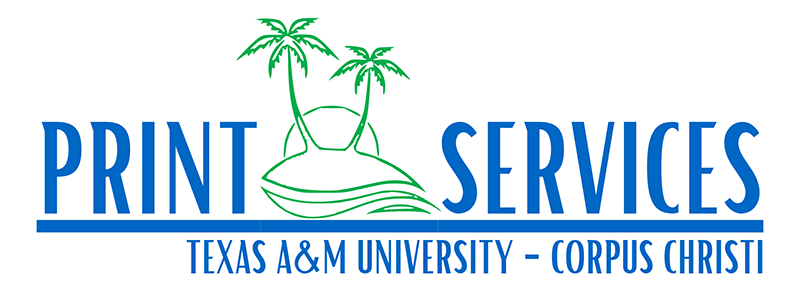 PRINT SERVICES
TEXAS A&M UNIVERSITY - CORPUS CHRISTI